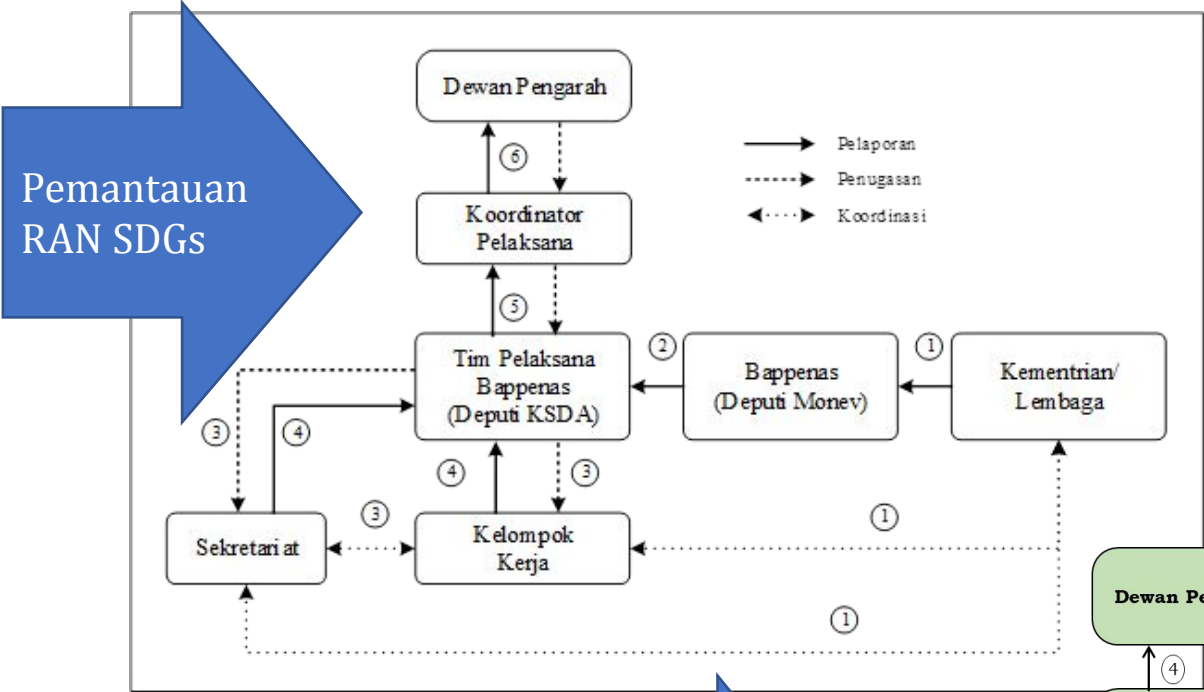 Pemantauan
RAN SDGs
Dewan Pengarah
6
Pelaporan
Penugasan
Koordinasi
Koordinator
Pelaksana
5
Tim Pelaksana
Bappenas
(Deputi KSDA)
2
Bappenas
(Deputi Monev)
1
Kementrian/
Lembaga
3
4
4
3
Sekretariat
3
Kelompok
Kerja
1
1
Dewan Pe
4